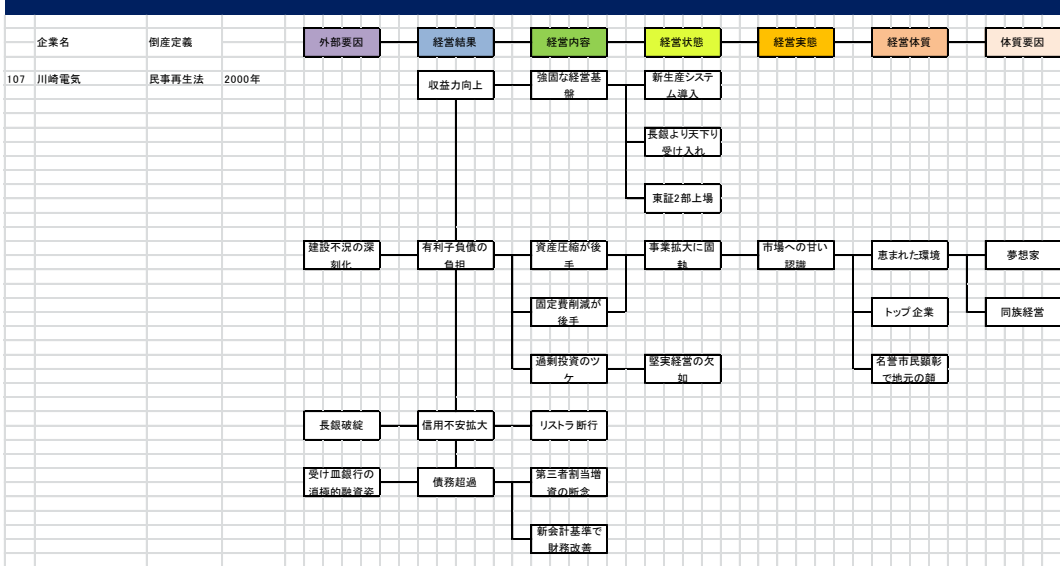 企業名 倒産定義 外部要因 経営結果 経営内容 経営状態 経営実態 経営体質 体質要因
107 川崎電気 民事再生法 2000年
収益力向上
強固な経営基
盤
新生産システ
ム導入
長銀より天下り
受け入れ
東証2部上場
建設不況の深
刻化
有利子負債の
負担
資産圧縮が後
手
事業拡大に固
執
市場への甘い
認識
恵まれた環境
夢想家
固定費削減が
後手
トップ企業
同族経営
過剰投資のツ
ケ
堅実経営の欠
如
名誉市民顕彰
で地元の顔
長銀破綻
信用不安拡大
リストラ断行
受け皿銀行の
消極的融資姿
債務超過
第三者割当増
資の断念
新会計基準で
財務改善